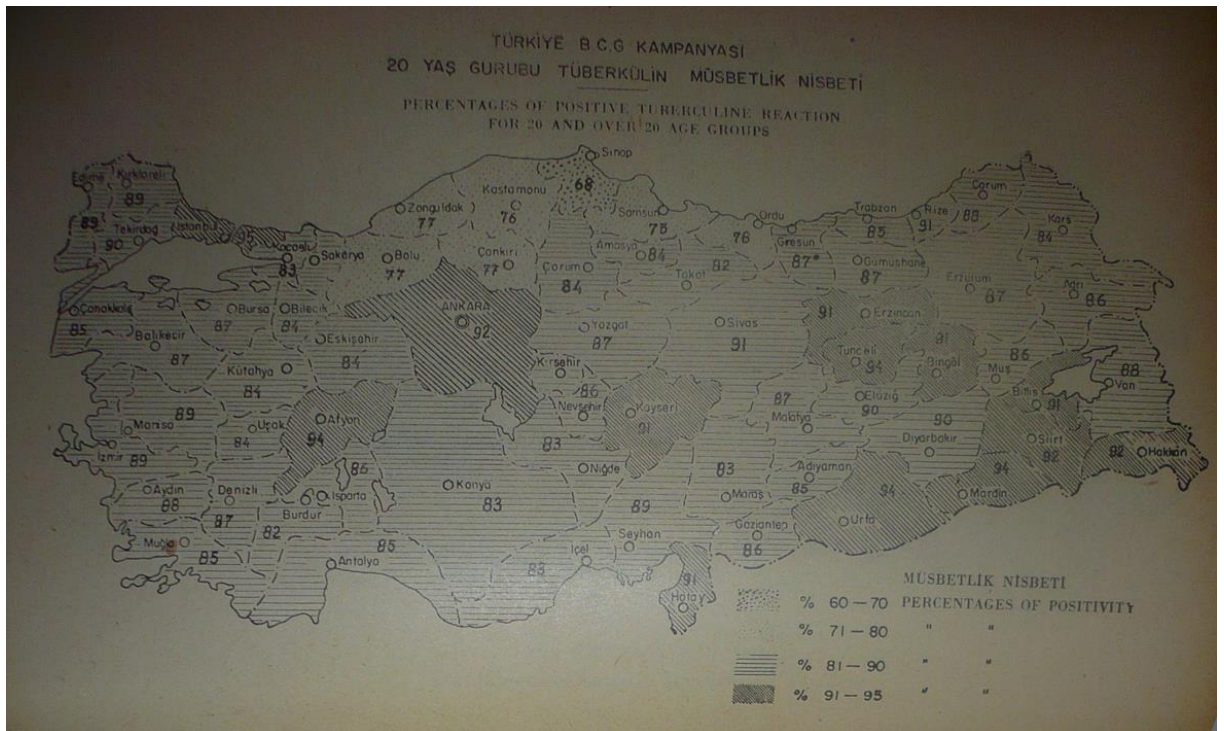 TÜRKİYE B C,G KAMPANYASİ
20 YAŞ GURUBU TÜBERKÜLİN MÜSBETLİK NİSBETİ
PERCENTAGES OF POSITIVE TUBERCULINE REACTION
FOR 20 AND OVER 20 AGE GROUPS
Sinop
68
Edirne
89
Kırklareli
89
Tekirdağ
90
İstanbul
95
Kocaeli
83
Sakarya
Zonguldak
77
Kastamonu
76
Bolu
77
Çankırı
77
Samsun
75
Amasya
84
Çorum
84
Tokat
82
Ordu
76
Giresun
87*
Trabzon
85
Rize
91
Çorum
88
Kars
84
Gümüşhane
87
Erzurum
87
Ağrı
86
Çanakkale
85
Balıkesir
87
Bursa
87
Bilecik
84
Eskişehir
84
Kütahya
84
ANKARA
92
Kırşehir
86
Yozgat
87
Sivas
91
Erzincan
91
Tunceli
94
Bingöl
91
Muş
86
Bitlis
91
Van
88
Manisa
89
İzmir
89
Uşak
84
Afyon
94
Nevşehir
83
Kayseri
91
Malatya
87
Elazığ
90
Diyarbakır
90
Siirt
92
Hakkâri
92
Aydın
88
Denizli
87
Isparta
86
Burdur
82
Konya
83
Niğde
89
Maraş
83
Adıyaman
85
Urfa
94
Mardin
94
Muğla
85
Antalya
85
İçel
83
Seyhan
Gaziantep
86
Hatay
91
MÜSBETLİK NİSBETİ
% 60 — 70 PERCENTAGES OF POSITIVITY
% 71 — 80 " "
% 81 — 90 " "
% 91 — 95 " "